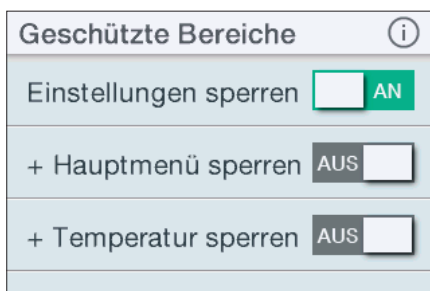 Geschützte Bereiche i
Einstellungen sperren AN
+ Hauptmenü sperren AUS
+ Temperatur sperren AUS